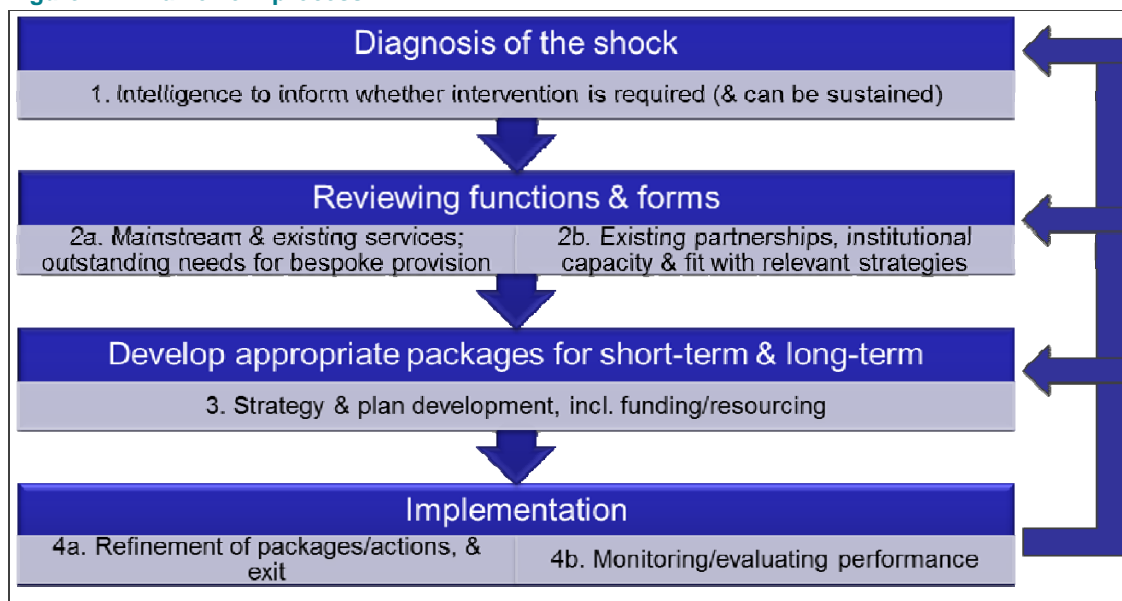 Diagnosis of the shock
1. Intelligence to inform whether intervention is required (& can be sustained)
Reviewing functions & forms
2a. Mainstream & existing services;
outstanding needs for bespoke provision
2b. Existing partnerships, institutional
capacity & fit with relevant strategies
Develop appropriate packages for short-term & long-term
3. Strategy & plan development, incl. funding/resourcing
Implementation
4a. Refinement of packages/actions, &
exit
4b. Monitoring/evaluating performance